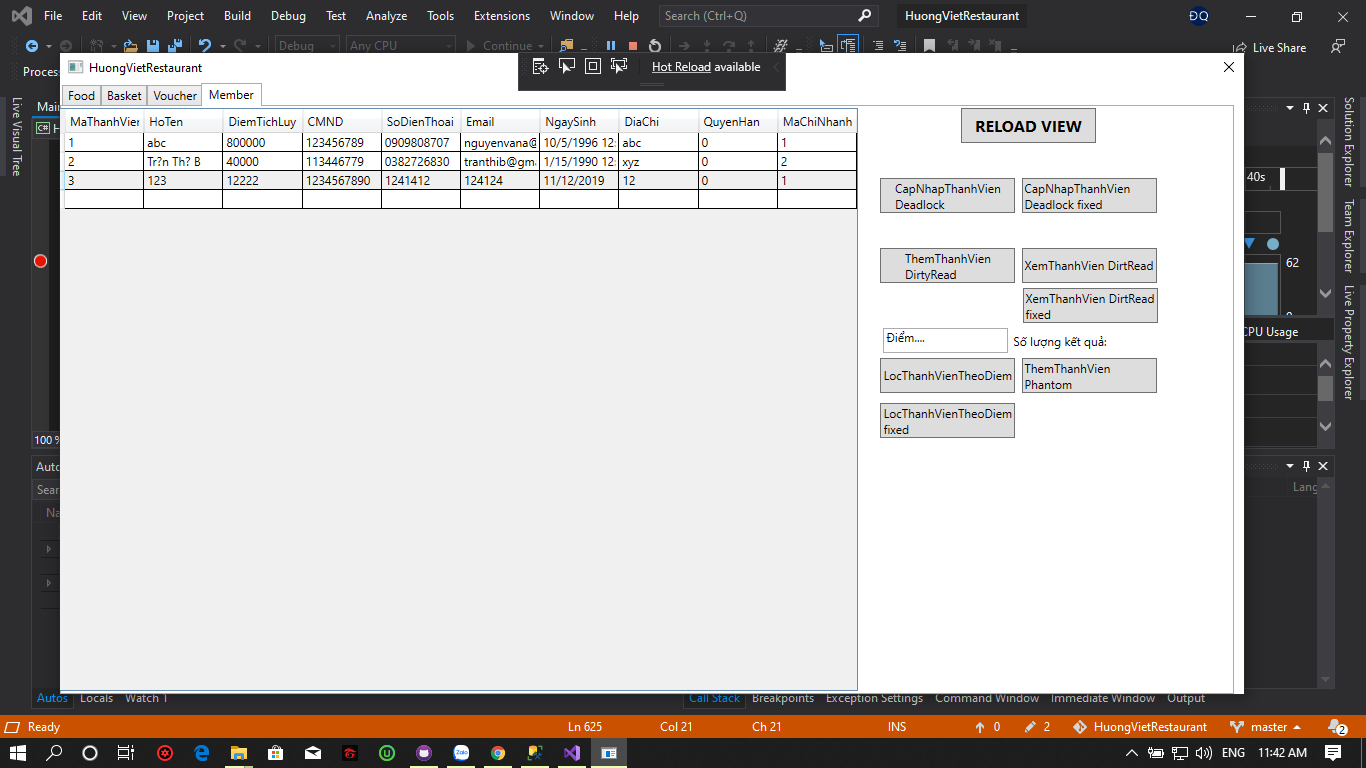 File Edit View Project Build Debug Test Analyze Tools Extensions Window Help Search (Ctrl+Q) HuongVietRestaurant ĐQ
Debug Any CPU Continue Live Share
Process
HuongVietRestaurant
Hot Reload available
Food Basket Voucher Member
Live Visual Tree
Main
C#
MaThanhVien HoTen DiemTichLuy CMND SoDienThoai Email NgaySinh DiaChi QuyenHan MaChiNhanh
1 abc 800000 123456789 0909808707 nguyenvana@ 10/5/1996 12: abc 0 1
2 Tr?n Th? B 40000 113446779 0382726830 tranthib@gma 1/15/1990 12: xyz 0 2
3 123 12222 1234567890 1241412 124124 11/12/2019 12 0 1
RELOAD VIEW
CapNhapThanhVien
Deadlock
CapNhapThanhVien
Deadlock fixed
ThemThanhVien
DirtyRead
XemThanhVien DirtRead
XemThanhVien DirtRead
fixed
Điểm....
Số lượng kết quả:
LocThanhVienTheoDiem
ThemThanhVien
Phantom
LocThanhVienTheoDiem
fixed
40s
62
CPU Usage
Solution Explorer
Team Explorer
Live Property Explorer
100 %
Auto
Sear
Na
Lang
Autos Locals Watch 1
Call Stack Breakpoints Exception Settings Command Window Immediate Window Output
Ready Ln 625 Col 21 Ch 21 INS 0 2 HuongVietRestaurant master 2
Zalo ENG 11:42 AM